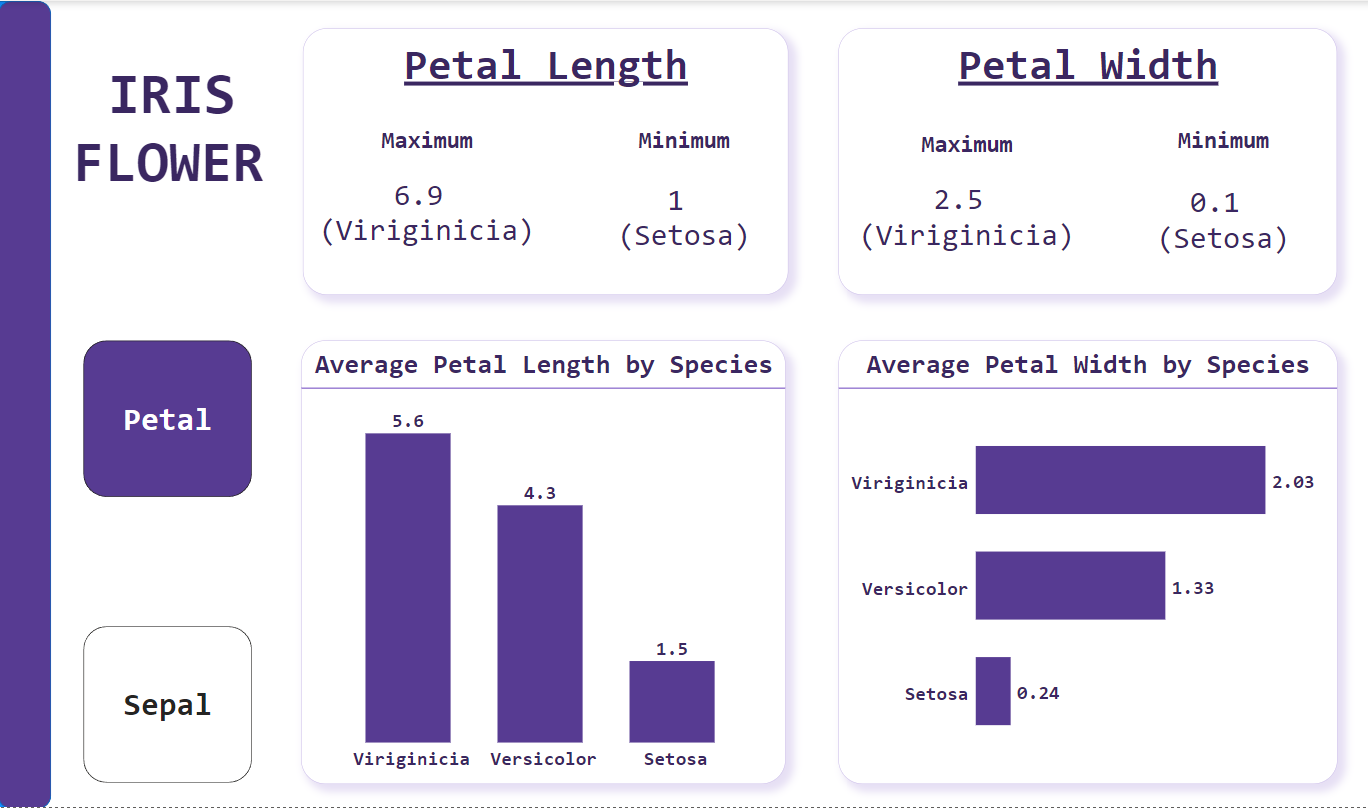 IRIS
FLOWER
Petal Length
Maximum
Minimum
6.9
(Viriginicia)
1
(Setosa)
Petal Width
Maximum
Minimum
2.5
(Viriginicia)
0.1
(Setosa)
Petal
Sepal
Average Petal Length by Species
5.6
4.3
1.5
Viriginicia
Versicolor
Setosa
Average Petal Width by Species
Viriginicia
2.03
Versicolor
1.33
Setosa
0.24